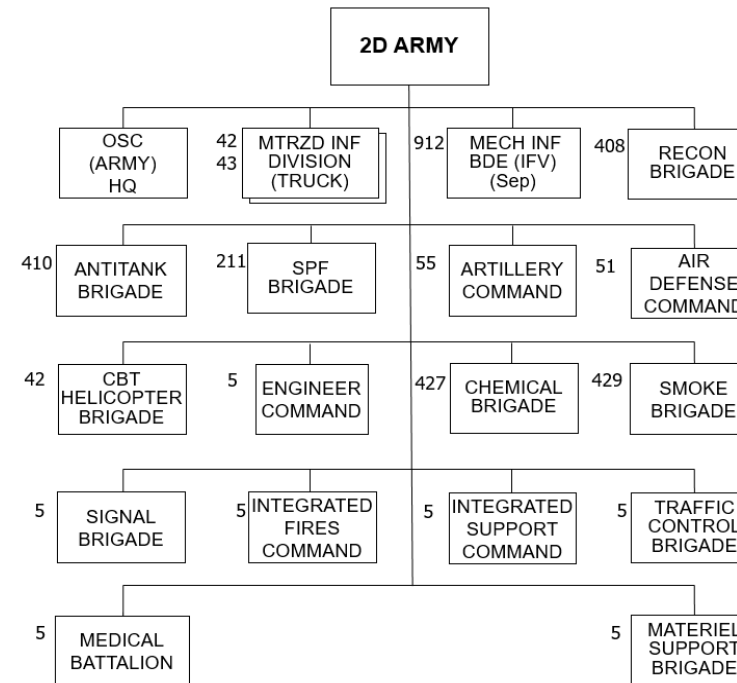 2D ARMY
OSC
(ARMY)
HQ
42
43
MTRZD INF
DIVISION
(TRUCK)
912
MECH INF
BDE (IFV)
(Sep)
408
RECON
BRIGADE
410
ANTITANK
BRIGADE
211
SPF
BRIGADE
55
ARTILLERY
COMMAND
51
AIR
DEFENSE
COMMAND
42
CBT
HELICOPTER
BRIGADE
5
ENGINEER
COMMAND
427
CHEMICAL
BRIGADE
429
SMOKE
BRIGADE
5
SIGNAL
BRIGADE
5
INTEGRATED
FIRES
COMMAND
5
INTEGRATED
SUPPORT
COMMAND
5
TRAFFIC
CONTROL
BRIGADE
5
MEDICAL
BATTALION
5
MATERIEL
SUPPORT
BRIGADE